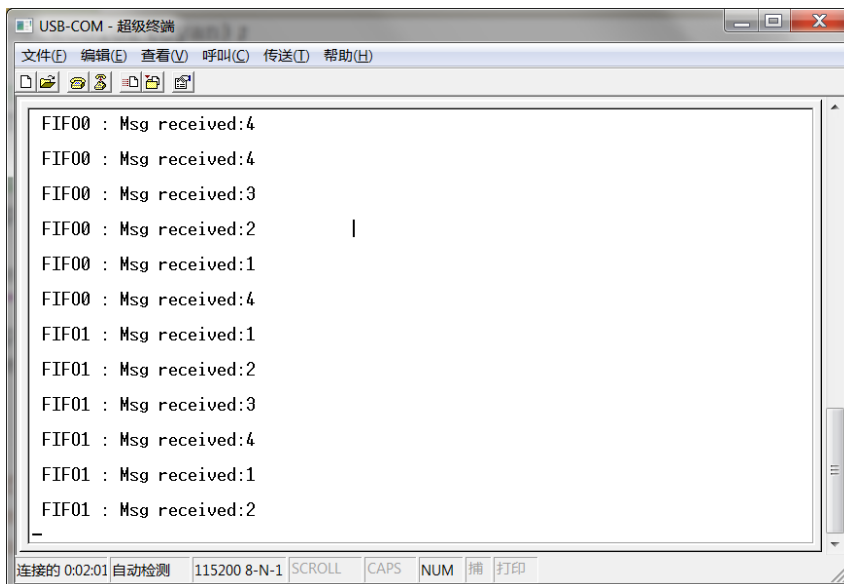 USB-COM - 超级终端
文件(F) 编辑(E) 查看(V) 呼叫(C) 传送(T) 帮助(H)
FIFO0 : Msg received:4
FIFO0 : Msg received:4
FIFO0 : Msg received:3
FIFO0 : Msg received:2
FIFO0 : Msg received:1
FIFO0 : Msg received:4
FIFO1 : Msg received:1
FIFO1 : Msg received:2
FIFO1 : Msg received:3
FIFO1 : Msg received:4
FIFO1 : Msg received:1
FIFO1 : Msg received:2
连接的 0:02:01 自动检测 115200 8-N-1 SCROLL CAPS NUM 捕 打印